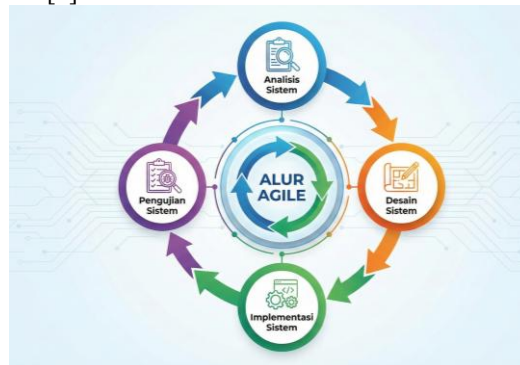 Analisis
Sistem
ALUR
AGILE
Pengujian
Sistem
Desain
Sistem
Implementasi
Sistem